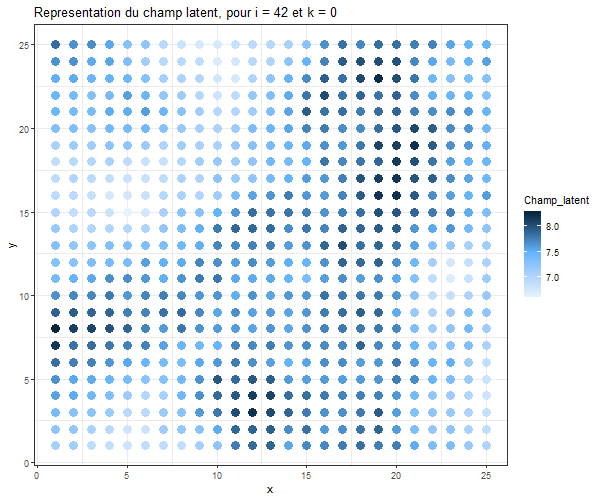 Representation du champ latent, pour i = 42 et k = 0
25
20
15
10
5
0
y
0 5 10 15 20 25
x
Champ_latent
8.0
7.5
7.0